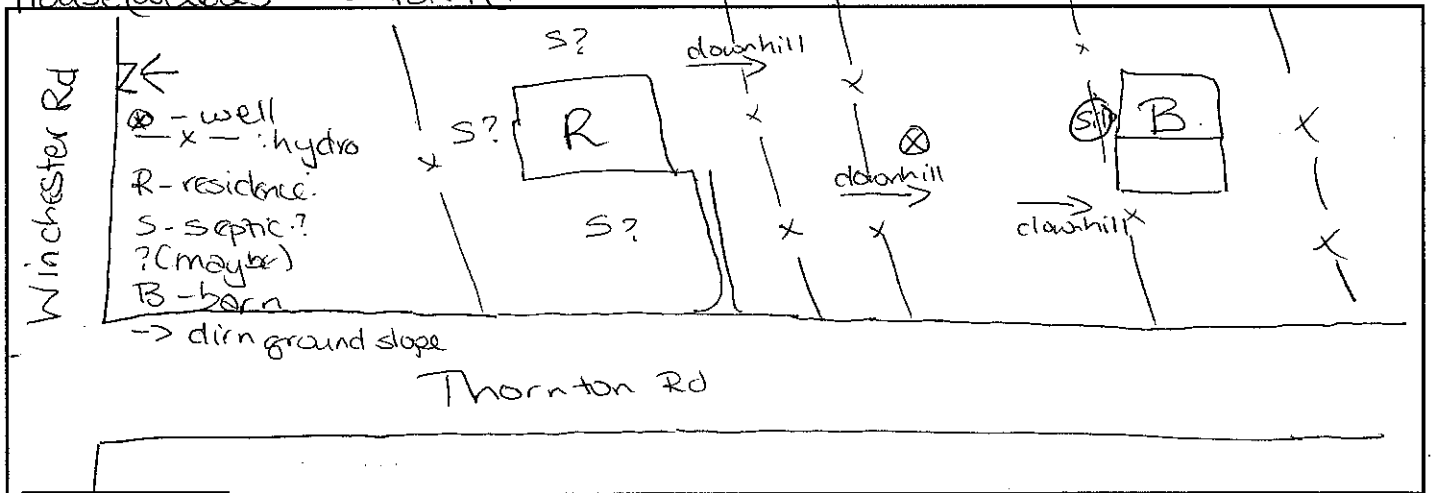 Winchester Rd
N
⊗ - well
— x — : hydro
R - residence.
S - septic ?
? (maybe)
B - barn
-> dirn ground slope
S?
S?
R
S?
downhill
x
x
x
x
x
x
⊗
downhill
downhill
x
x
B
x
x
Thornton Rd